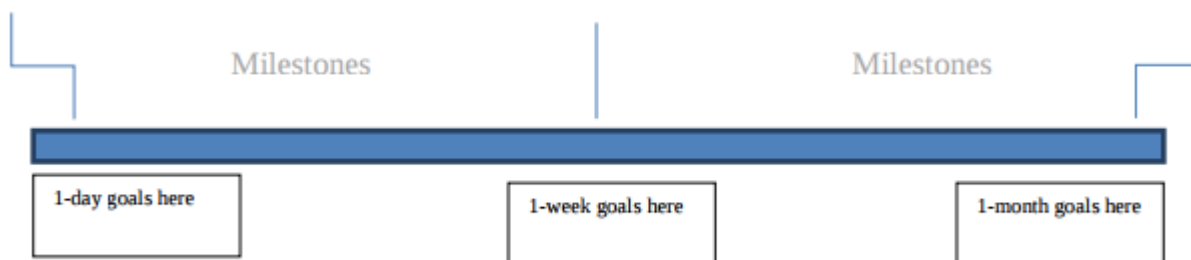 Milestones
Milestones
1-day goals here
1-week goals here
1-month goals here